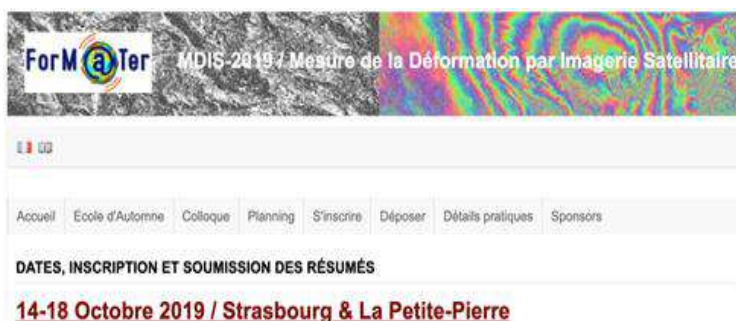 ForM@Ter MDIS-2019 / Mesure de la Déformation par Imagerie Satellitaire
Accueil Ecole d'Automne Colloque Planning S'inscrire Déposer Détails pratiques Sponsors
DATES, INSCRIPTION ET SOUMISSION DES RÉSUMÉS
14-18 Octobre 2019 / Strasbourg & La Petite-Pierre